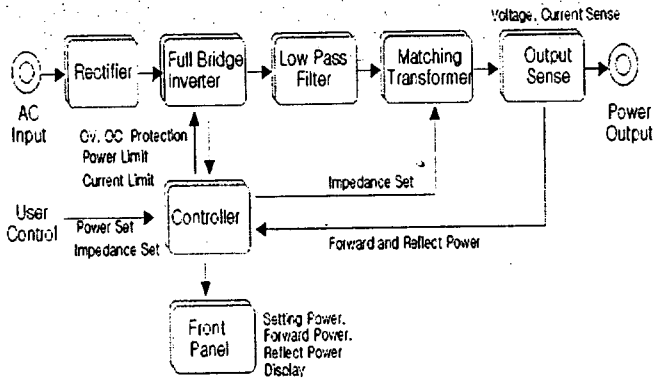 Voltage, Current Sense
Rectifier
Full Bridge
inverter
Low Pass
Filter
Matching
Transformer
Output
Sense
AC
Input
Power
Output
OV, OC Protection
Power Limit
Current Limit
Impedance Set
User
Control
Power Set
Impedance Set
Controller
Forward and Reflect Power
Front
Panel
Setting Power,
Forward Power,
Reflect Power
Display